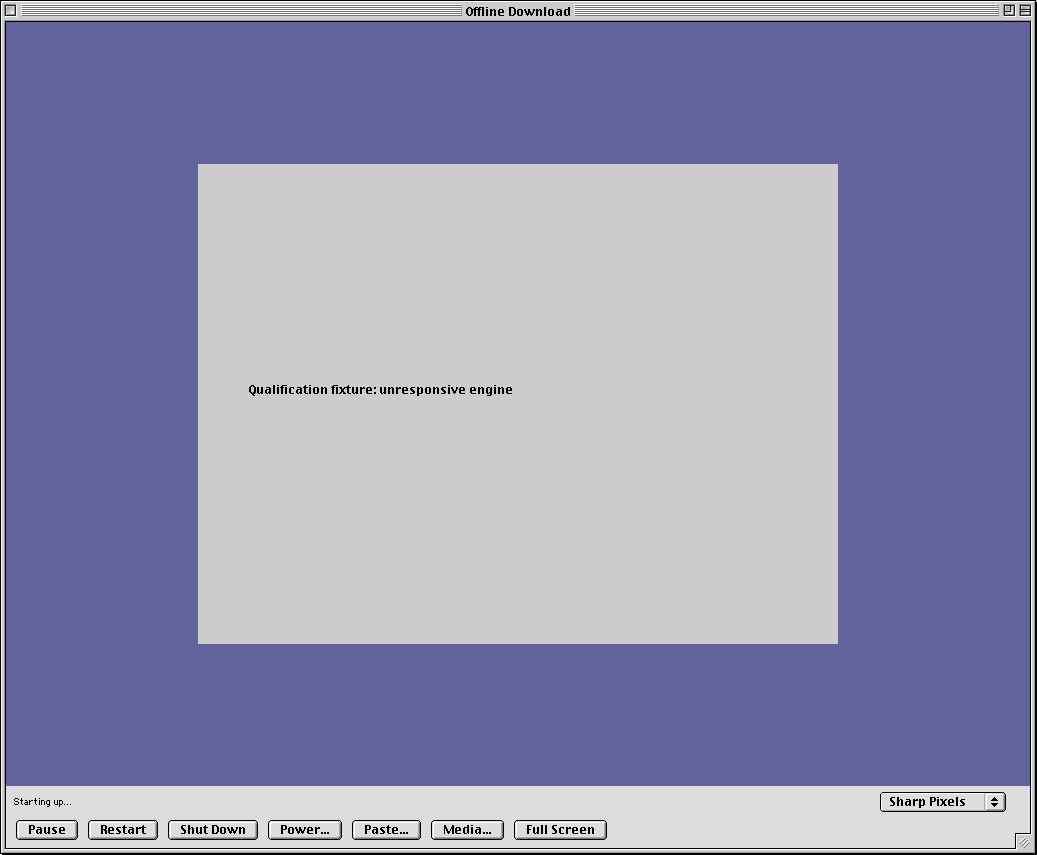 Offline Download
Qualification fixture: unresponsive engine
Starting up...
Sharp Pixels
Pause
Restart
Shut Down
Power...
Paste...
Media...
Full Screen